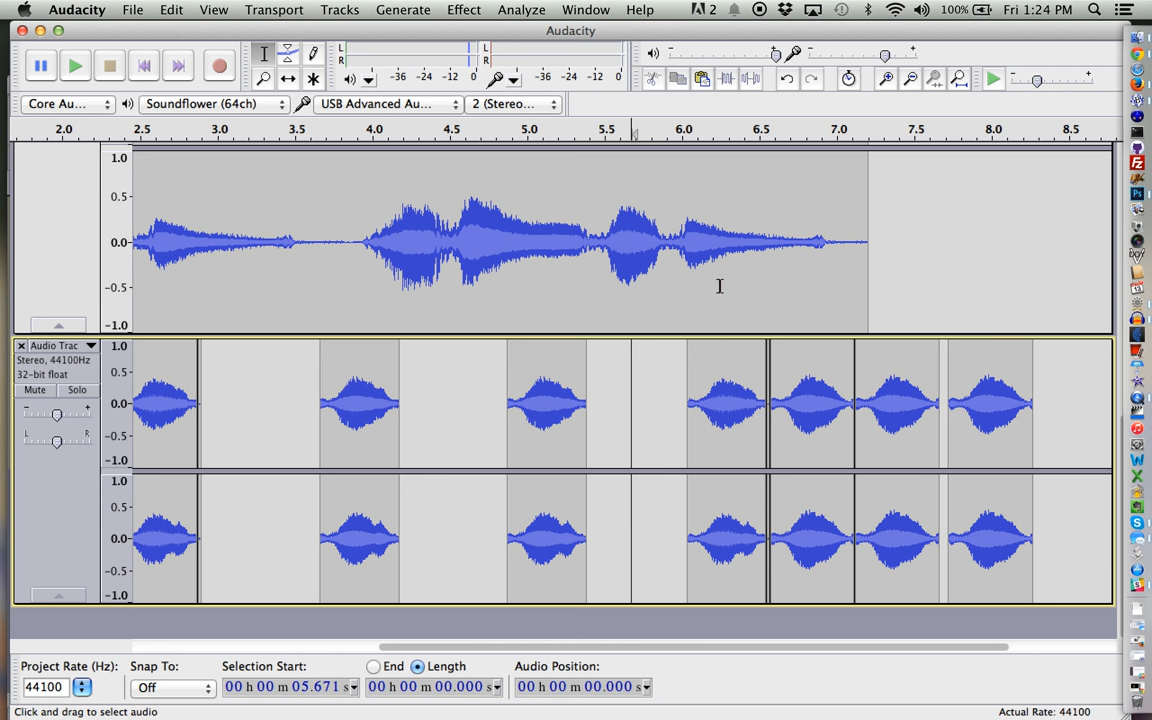 Audacity File Edit View Transport Tracks Generate Effect Analyze Window Help 2 100% Fri 1:24 PM
Audacity
L
R
-36 -24 -12 0
L
R
-36 -24 -12 0
- +
- +
- +
Core Au... Soundflower (64ch) USB Advanced Au... 2 (Stereo...
2.0 2.5 3.0 3.5 4.0 4.5 5.0 5.5 6.0 6.5 7.0 7.5 8.0 8.5
1.0
0.5
0.0
-0.5
-1.0
Audio Trac
Stereo, 44100Hz
32-bit float
Mute Solo
- +
L R
1.0
0.5
0.0
-0.5
-1.0
1.0
0.5
0.0
-0.5
-1.0
Project Rate (Hz): Snap To: Selection Start: End Length Audio Position:
44100 Off 00 h 00 m 05.671 s 00 h 00 m 00.000 s 00 h 00 m 00.000 s
Click and drag to select audio Actual Rate: 44100